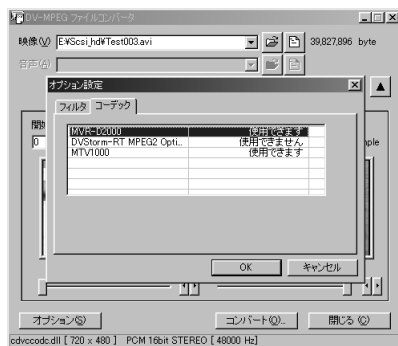 DV-MPEG ファイルコンバータ
映像(V) E:¥Scsi_hd¥Test003.avi 39,827,896 byte
音声(A)
オプション設定
フィルタ コーデック
MVR-D2000 使用できます
DVStorm-RT MPEG2 Opti.. 使用できません
MTV1000 使用できます
0
OK キャンセル
オプション(S) コンバート(O)... 閉じる(C)
cdvccodc.dll [ 720 x 480 ] PCM 16bit STEREO [ 48000 Hz]